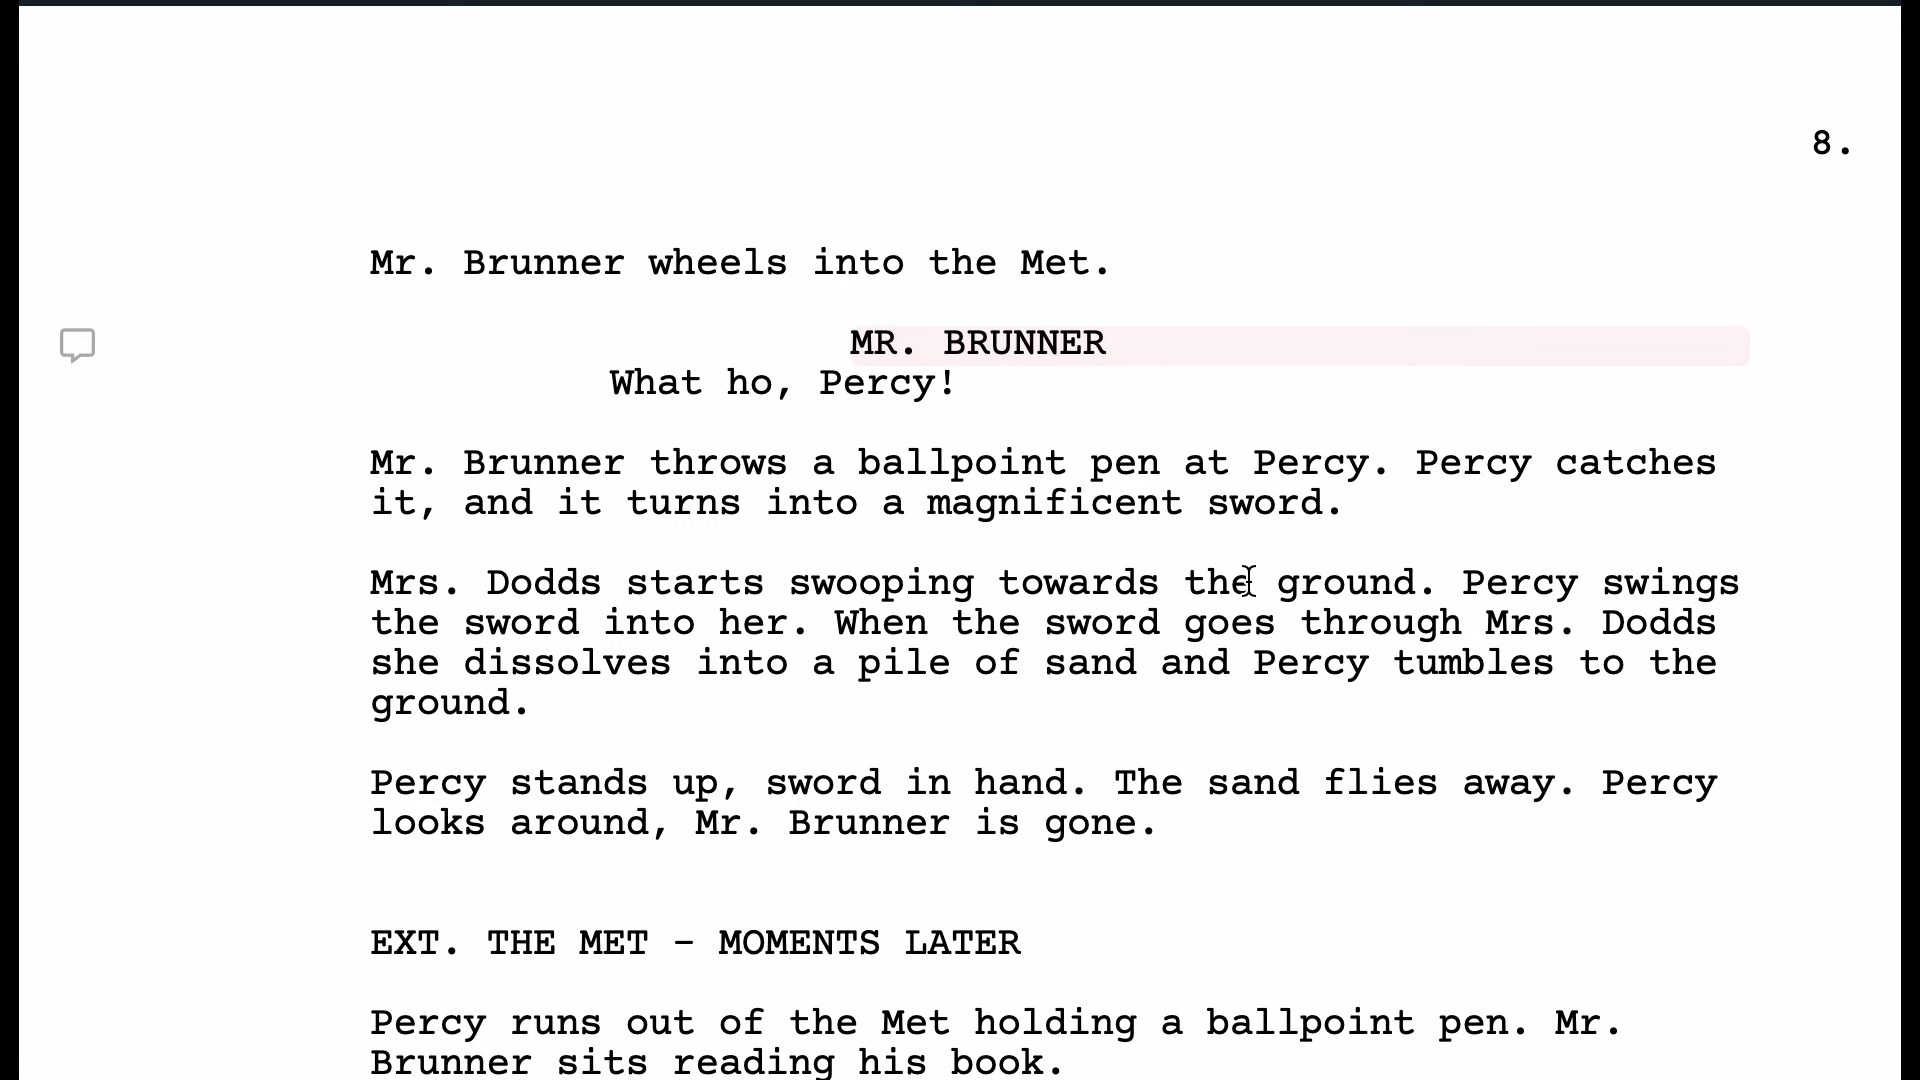 8.
Mr. Brunner wheels into the Met.
MR. BRUNNER
What ho, Percy!
Mr. Brunner throws a ballpoint pen at Percy. Percy catches
it, and it turns into a magnificent sword.
Mrs. Dodds starts swooping towards the ground. Percy swings
the sword into her. When the sword goes through Mrs. Dodds
she dissolves into a pile of sand and Percy tumbles to the
ground.
Percy stands up, sword in hand. The sand flies away. Percy
looks around, Mr. Brunner is gone.
EXT. THE MET - MOMENTS LATER
Percy runs out of the Met holding a ballpoint pen. Mr.
Brunner sits reading his book.